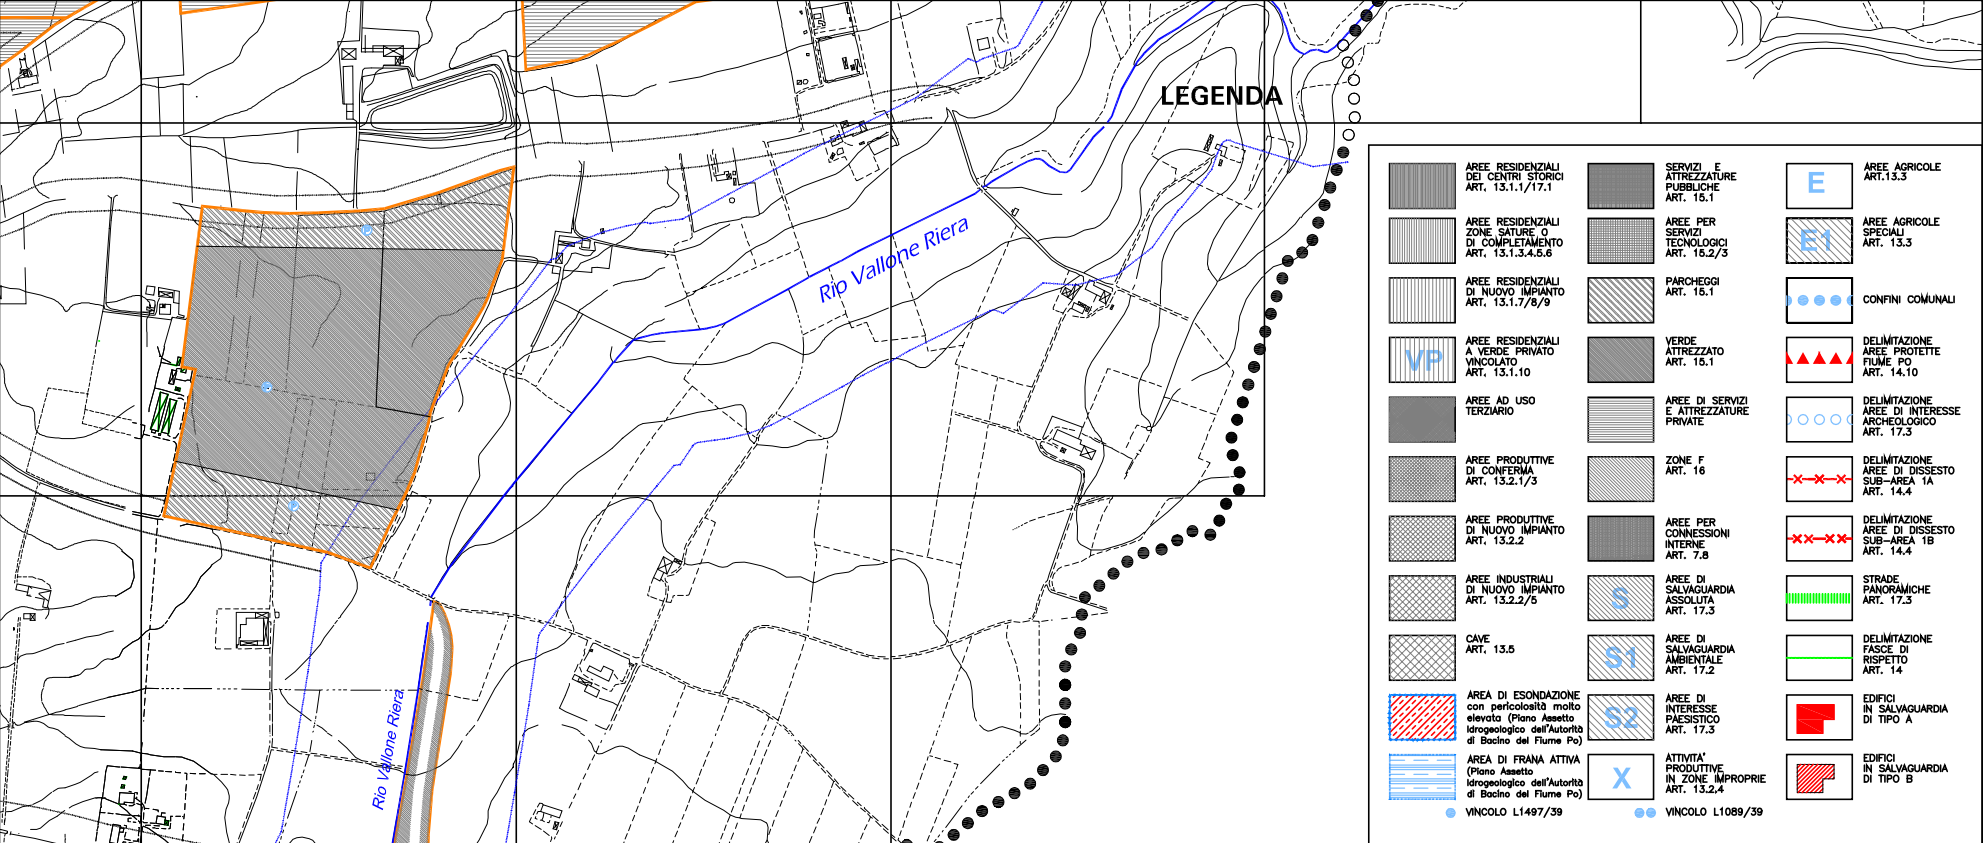 LEGENDA
Rio Vallone Riera
Rio Vallone Riera
AREE RESIDENZIALI
DEI CENTRI STORICI
ART. 13.1.1/17.1
AREE RESIDENZIALI
ZONE SATURE O
DI COMPLETAMENTO
ART. 13.1.3.4.5.6
AREE RESIDENZIALI
DI NUOVO IMPIANTO
ART. 13.1.7/8/9
VP
AREE RESIDENZIALI
A VERDE PRIVATO
VINCOLATO
ART. 13.1.10
AREE AD USO
TERZIARIO
AREE PRODUTTIVE
DI CONFERMA
ART. 13.2.1/3
AREE PRODUTTIVE
DI NUOVO IMPIANTO
ART. 13.2.2
AREE INDUSTRIALI
DI NUOVO IMPIANTO
ART. 13.2.2/5
CAVE
ART. 13.5
AREA DI ESONDAZIONE
con pericolosità molto
elevata (Piano Assetto
idrogeologico dell'Autorità
di Bacino del Fiume Po)
AREA DI FRANA ATTIVA
(Piano Assetto
idrogeologico dell'Autorità
di Bacino del Fiume Po)
VINCOLO L1497/39
SERVIZI E
ATTREZZATURE
PUBBLICHE
ART. 15.1
AREE PER
SERVIZI
TECNOLOGICI
ART. 15.2/3
PARCHEGGI
ART. 15.1
VERDE
ATTREZZATO
ART. 15.1
AREE DI SERVIZI
E ATTREZZATURE
PRIVATE
ZONE F
ART. 16
AREE PER
CONNESSIONI
INTERNE
ART. 7.8
S
AREE DI
SALVAGUARDIA
ASSOLUTA
ART. 17.3
S1
AREE DI
SALVAGUARDIA
AMBIENTALE
ART. 17.2
S2
AREE DI
INTERESSE
PAESISTICO
ART. 17.3
X
ATTIVITA'
PRODUTTIVE
IN ZONE IMPROPRIE
ART. 13.2.4
VINCOLO L1089/39
E
AREE AGRICOLE
ART.13.3
E1
AREE AGRICOLE
SPECIALI
ART. 13.3
CONFINI COMUNALI
DELIMITAZIONE
AREE PROTETTE
FIUME PO
ART. 14.10
DELIMITAZIONE
AREE DI INTERESSE
ARCHEOLOGICO
ART. 17.3
DELIMITAZIONE
AREE DI DISSESTO
SUB-AREA 1A
ART. 14.4
DELIMITAZIONE
AREE DI DISSESTO
SUB-AREA 1B
ART. 14.4
STRADE
PANORAMICHE
ART. 17.3
DELIMITAZIONE
FASCE DI
RISPETTO
ART. 14
EDIFICI
IN SALVAGUARDIA
DI TIPO A
EDIFICI
IN SALVAGUARDIA
DI TIPO B